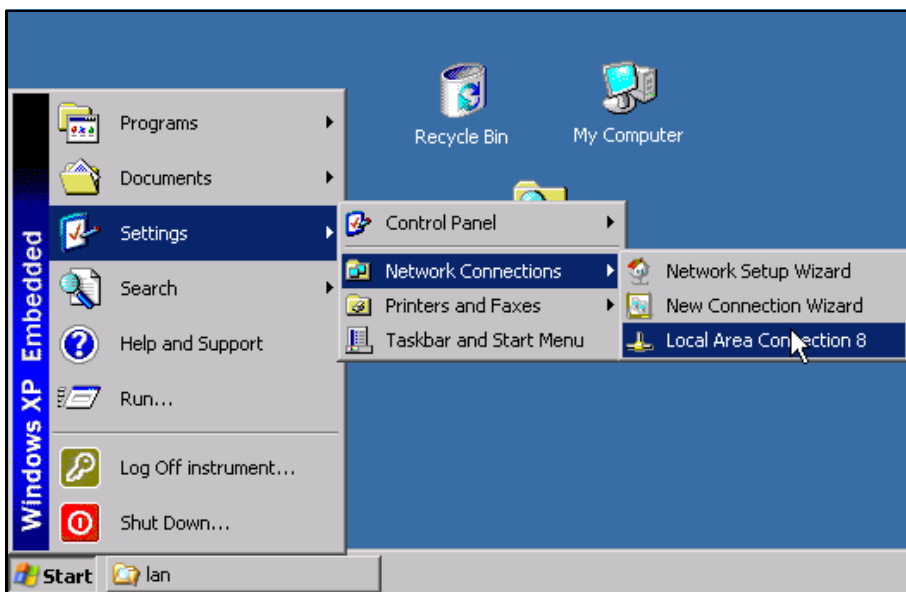 Recycle Bin
My Computer
Windows XP Embedded
Programs
Documents
Settings
Search
Help and Support
Run...
Log Off instrument...
Shut Down...
Control Panel
Network Connections
Printers and Faxes
Taskbar and Start Menu
Network Setup Wizard
New Connection Wizard
Local Area Connection 8
Start
lan